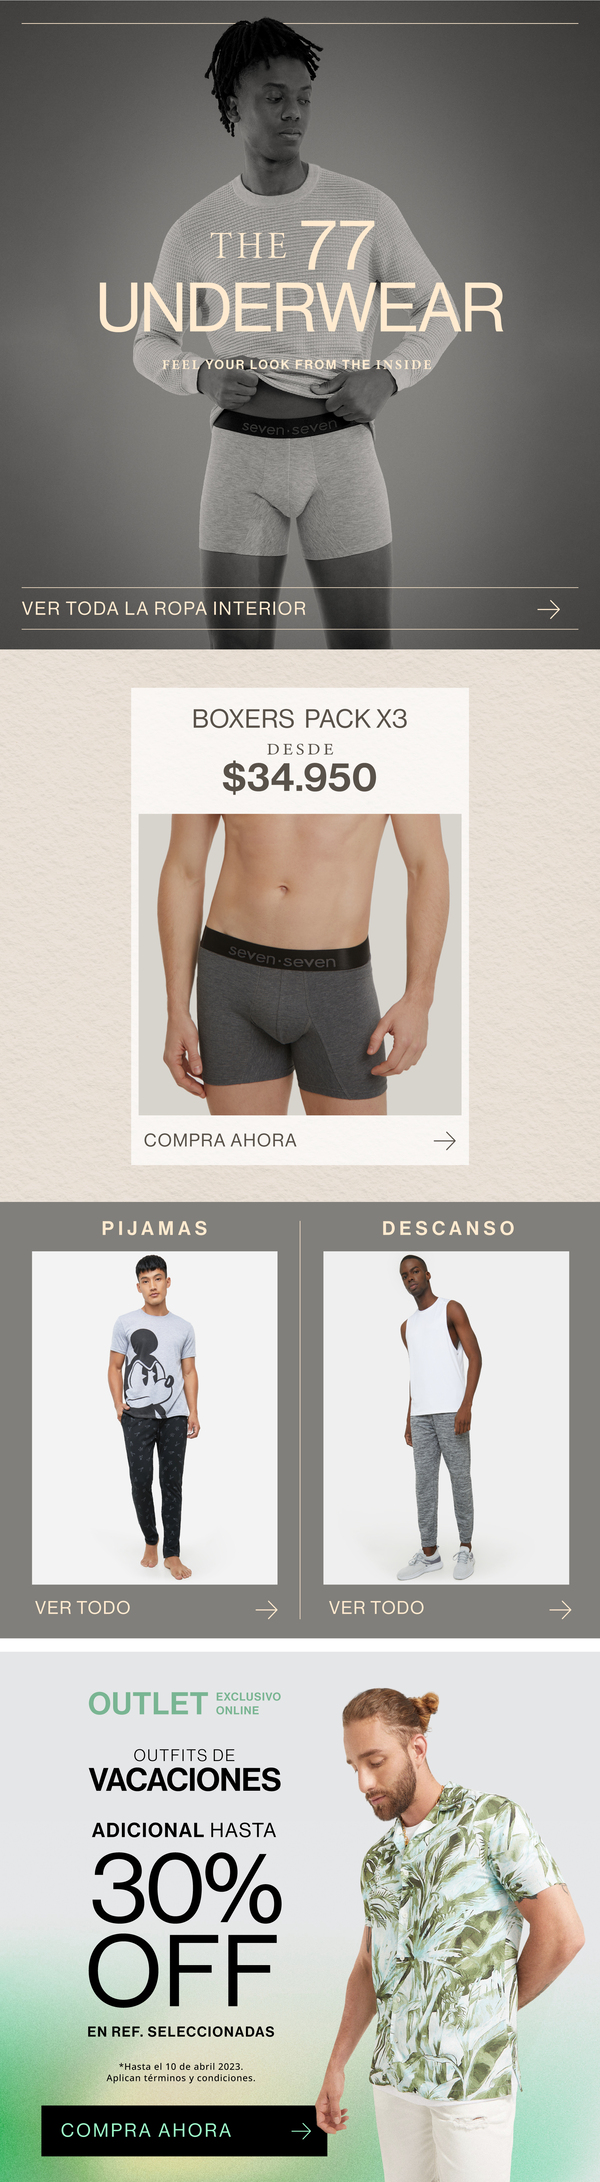 THE 77
UNDERWEAR
FEEL YOUR LOOK FROM THE INSIDE
seven·seven
VER TODA LA ROPA INTERIOR
BOXERS PACK X3
DESDE
$34.950
seven·seven
COMPRA AHORA
PIJAMAS
DESCANSO
VER TODO
VER TODO
OUTLET EXCLUSIVO
ONLINE
OUTFITS DE
VACACIONES
ADICIONAL HASTA
30%
OFF
EN REF. SELECCIONADAS
*Hasta el 10 de abril 2023.
Aplican términos y condiciones.
COMPRA AHORA